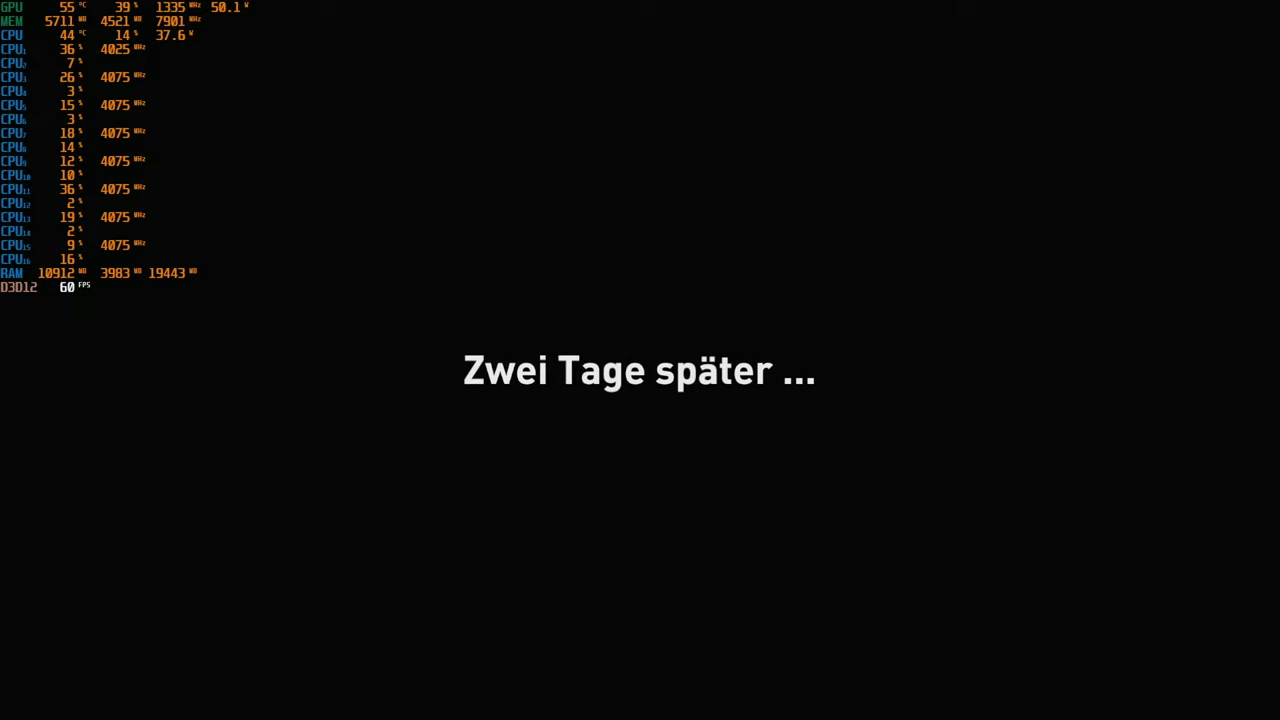 GPU 55 °C 39 % 1335 MHz 50.1 W
MEM 5711 MB 4521 MB 7901 MHz
CPU 44 °C 14 % 37.6 W
CPU1 36 % 4025 MHz
CPU2 7 %
CPU3 26 % 4075 MHz
CPU4 3 %
CPU5 15 % 4075 MHz
CPU6 3 %
CPU7 18 % 4075 MHz
CPU8 14 %
CPU9 12 % 4075 MHz
CPU10 10 %
CPU11 36 % 4075 MHz
CPU12 2 %
CPU13 19 % 4075 MHz
CPU14 2 %
CPU15 9 % 4075 MHz
CPU16 16 %
RAM 10912 MB 3983 MB 19443 MB
D3D12 60 FPS
Zwei Tage später ...